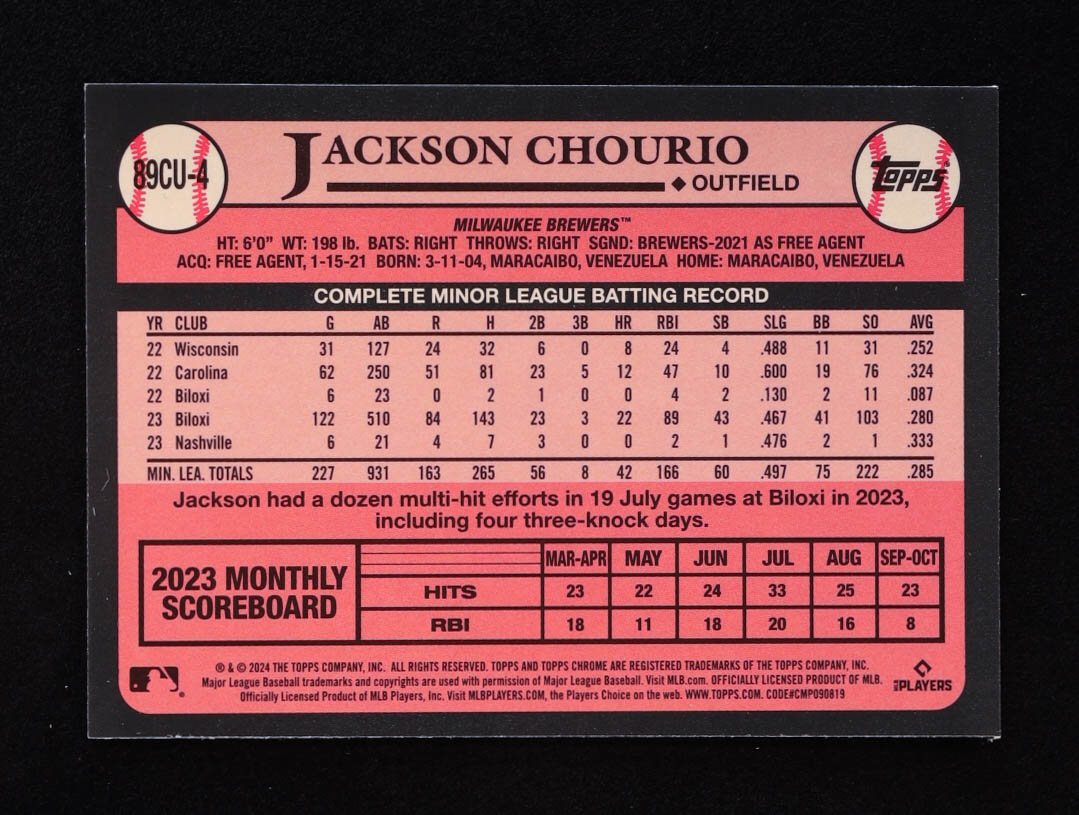 89CU-4
JACKSON CHOURIO
topps®
◆ OUTFIELD
MILWAUKEE BREWERS™
HT: 6'0" WT: 198 lb. BATS: RIGHT THROWS: RIGHT SGND: BREWERS-2021 AS FREE AGENT
ACQ: FREE AGENT, 1-15-21 BORN: 3-11-04, MARACAIBO, VENEZUELA HOME: MARACAIBO, VENEZUELA
COMPLETE MINOR LEAGUE BATTING RECORD
YR CLUB G AB R H 2B 3B HR RBI SB SLG BB SO AVG
22 Wisconsin 31 127 24 32 6 0 8 24 4 .488 11 31 .252
22 Carolina 62 250 51 81 23 5 12 47 10 .600 19 76 .324
22 Biloxi 6 23 0 2 1 0 0 4 2 .130 2 11 .087
23 Biloxi 122 510 84 143 23 3 22 89 43 .467 41 103 .280
23 Nashville 6 21 4 7 3 0 0 2 1 .476 2 1 .333
MIN. LEA. TOTALS 227 931 163 265 56 8 42 166 60 .497 75 222 .285
Jackson had a dozen multi-hit efforts in 19 July games at Biloxi in 2023,
including four three-knock days.
2023 MONTHLY
SCOREBOARD
MAR-APR MAY JUN JUL AUG SEP-OCT
HITS 23 22 24 33 25 23
RBI 18 11 18 20 16 8
® & © 2024 THE TOPPS COMPANY, INC. ALL RIGHTS RESERVED. TOPPS AND TOPPS CHROME ARE REGISTERED TRADEMARKS OF THE TOPPS COMPANY, INC.
Major League Baseball trademarks and copyrights are used with permission of Major League Baseball. Visit MLB.com. OFFICIALLY LICENSED PRODUCT OF MLB.
Officially Licensed Product of MLB Players, Inc. Visit MLBPLAYERS.COM, the Players Choice on the web. WWW.TOPPS.COM. CODE#CMP090819
MLB PLAYERS